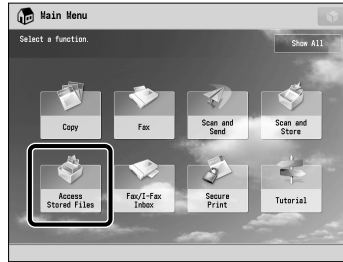 Main Menu
Select a function.
Show All
Copy
Fax
Scan and
Send
Scan and
Store
Access
Stored Files
Fax/I-Fax
Inbox
Secure
Print
Tutorial